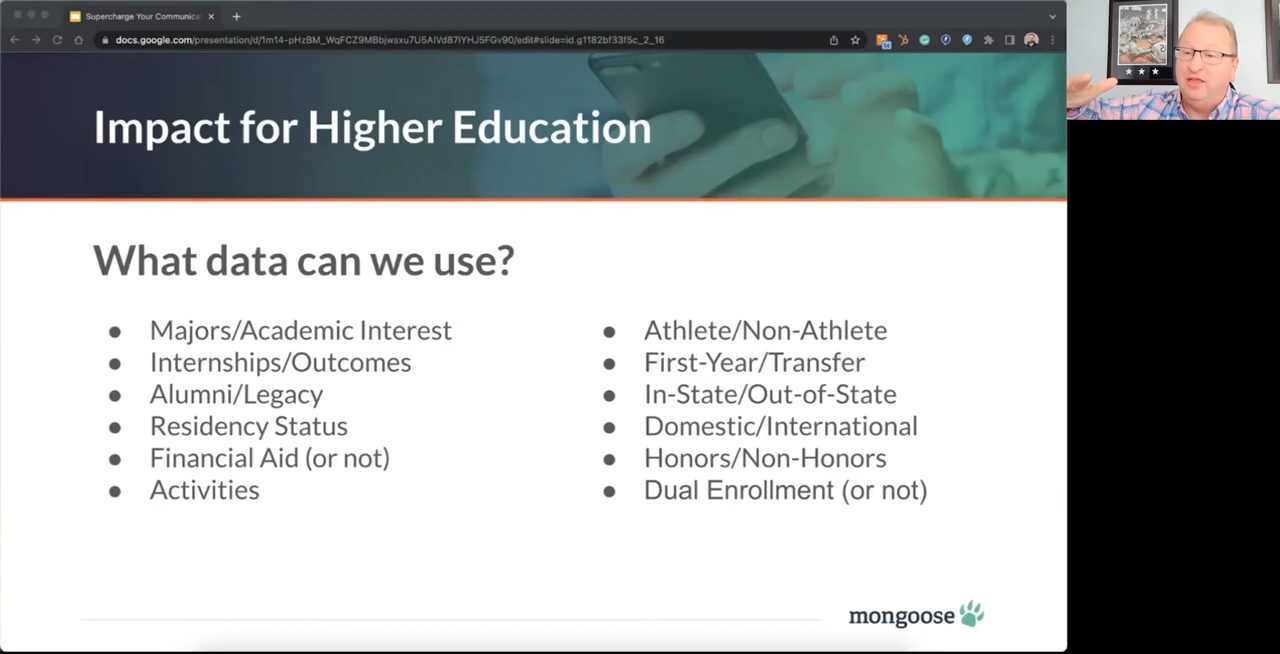 Supercharge Your Communica
docs.google.com/presentation/d/1m14-pHzBM_WqFCZ9MBbjwsxu7U5AlVd87IYHJ5FGv90/edit#slide=id.g1182bf33f5c_2_16
Impact for Higher Education
What data can we use?
● Majors/Academic Interest
● Internships/Outcomes
● Alumni/Legacy
● Residency Status
● Financial Aid (or not)
● Activities
● Athlete/Non-Athlete
● First-Year/Transfer
● In-State/Out-of-State
● Domestic/International
● Honors/Non-Honors
● Dual Enrollment (or not)
mongoose